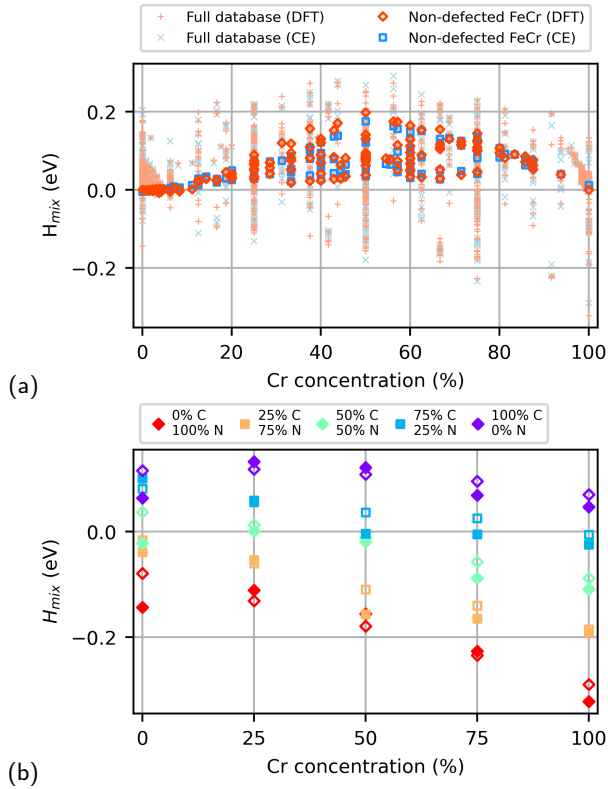 Full database (DFT) Non-defected FeCr (DFT)
Full database (CE) Non-defected FeCr (CE)
0.2
0.0
−0.2
H_mix (eV)
0 20 40 60 80 100
Cr concentration (%)
(a)
0% C 25% C 50% C 75% C 100% C
100% N 75% N 50% N 25% N 0% N
0.0
−0.2
H_mix (eV)
0 25 50 75 100
Cr concentration (%)
(b)